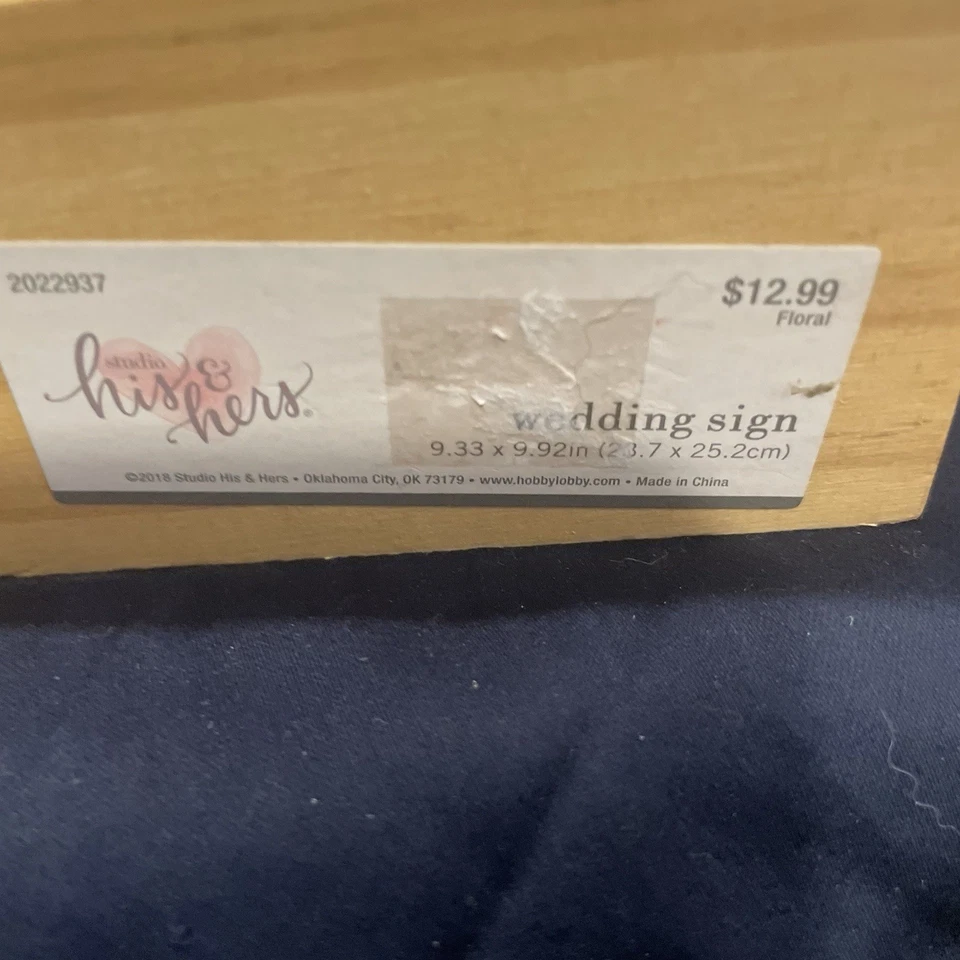 2022937
$12.99
Floral
studio
his &
hers®
wedding sign
9.33 x 9.92in (23.7 x 25.2cm)
©2018 Studio His & Hers • Oklahoma City, OK 73179 • www.hobbylobby.com • Made in China